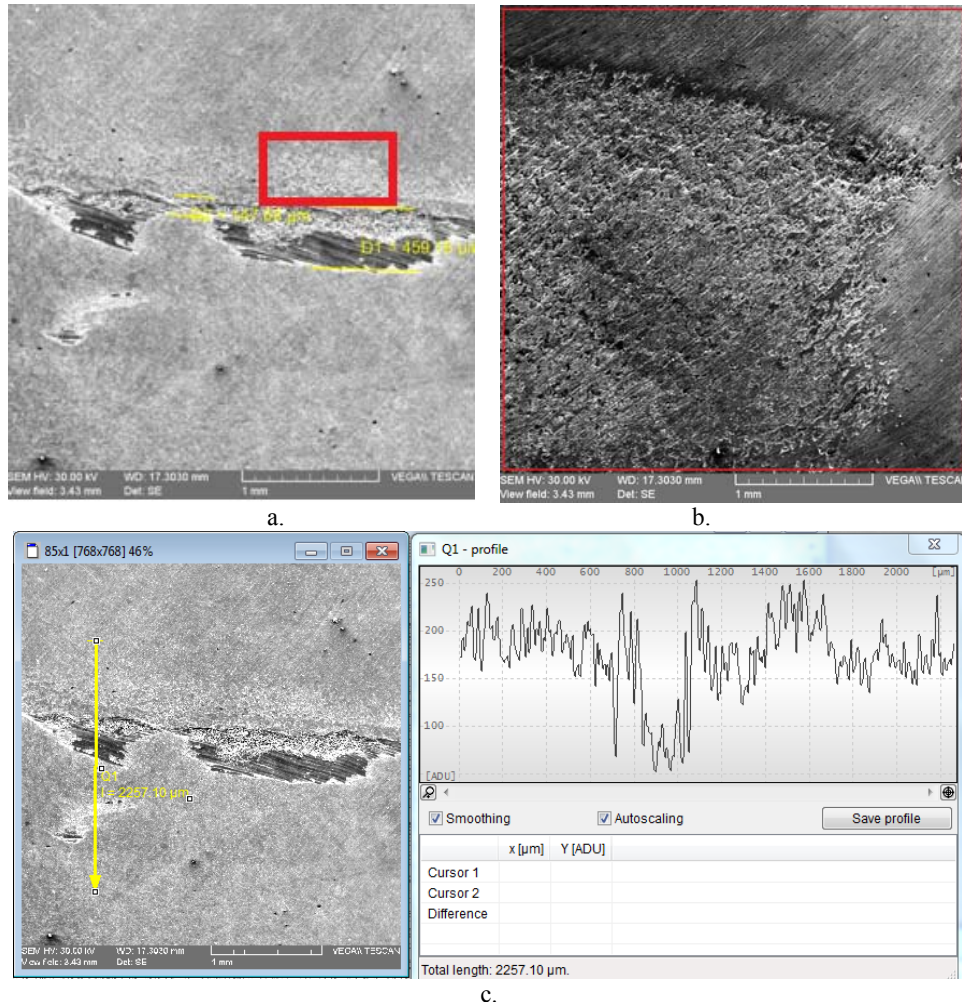 D1 = 459.
SEM HV: 30.00 kV WD: 17.3030 mm VEGA\\ TESCAN
View field: 3.43 mm Det: SE 1 mm
a.
SEM HV: 30.00 kV WD: 17.3030 mm VEGA\\ TESCAN
View field: 3.43 mm Det: SE 1 mm
b.
85x1 [768x768] 46%
Q1
l = 2257.10 µm
SEM HV: 30.00 kV WD: 17.3030 mm VEGA\\ TESCAN
View field: 3.43 mm Det: SE 1 mm
Q1 - profile
0 200 400 600 800 1000 1200 1400 1600 1800 2000 [µm]
250
200
150
100
[ADU]
Smoothing Autoscaling Save profile
x [µm] Y [ADU]
Cursor 1
Cursor 2
Difference
Total length: 2257.10 µm.
c.